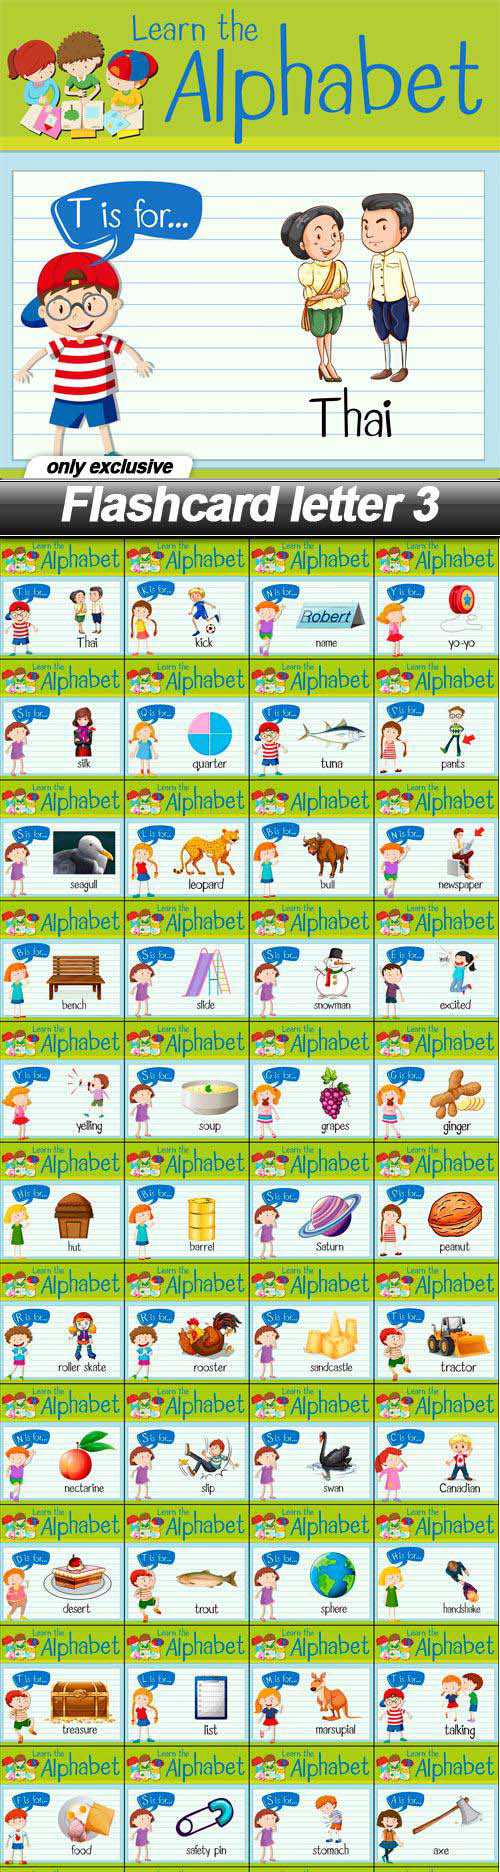 Learn the
Alphabet
T is for...
Thai
only exclusive
Flashcard letter 3
Learn the Learn the Learn the Learn the
Alphabet Alphabet Alphabet Alphabet
T is for... K is for... N is for... Y is for...
Robert
Thai kick name yo-yo
Learn the Learn the Learn the Learn the
Alphabet Alphabet Alphabet Alphabet
S is for... Q is for... T is for... P is for...
silk quarter tuna pants
Learn the Learn the Learn the Learn the
Alphabet Alphabet Alphabet Alphabet
S is for... L is for... B is for... N is for...
seagull leopard bull newspaper
Learn the Learn the Learn the Learn the
Alphabet Alphabet Alphabet Alphabet
B is for... S is for... S is for... E is for...
bench slide snowman excited
Learn the Learn the Learn the Learn the
Alphabet Alphabet Alphabet Alphabet
Y is for... S is for... G is for... G is for...
yelling soup grapes ginger
Learn the Learn the Learn the Learn the
Alphabet Alphabet Alphabet Alphabet
H is for... B is for... S is for... P is for...
hut barrel Saturn peanut
Learn the Learn the Learn the Learn the
Alphabet Alphabet Alphabet Alphabet
R is for... R is for... S is for... T is for...
roller skate rooster sandcastle tractor
Learn the Learn the Learn the Learn the
Alphabet Alphabet Alphabet Alphabet
N is for... S is for... S is for... C is for...
nectarine slip swan Canadian
Learn the Learn the Learn the Learn the
Alphabet Alphabet Alphabet Alphabet
D is for... T is for... S is for... H is for...
desert trout sphere handshake
Learn the Learn the Learn the Learn the
Alphabet Alphabet Alphabet Alphabet
T is for... L is for... M is for... T is for...
treasure list marsupial talking
Learn the Learn the Learn the Learn the
Alphabet Alphabet Alphabet Alphabet
F is for... S is for... S is for... A is for...
food safety pin stomach axe